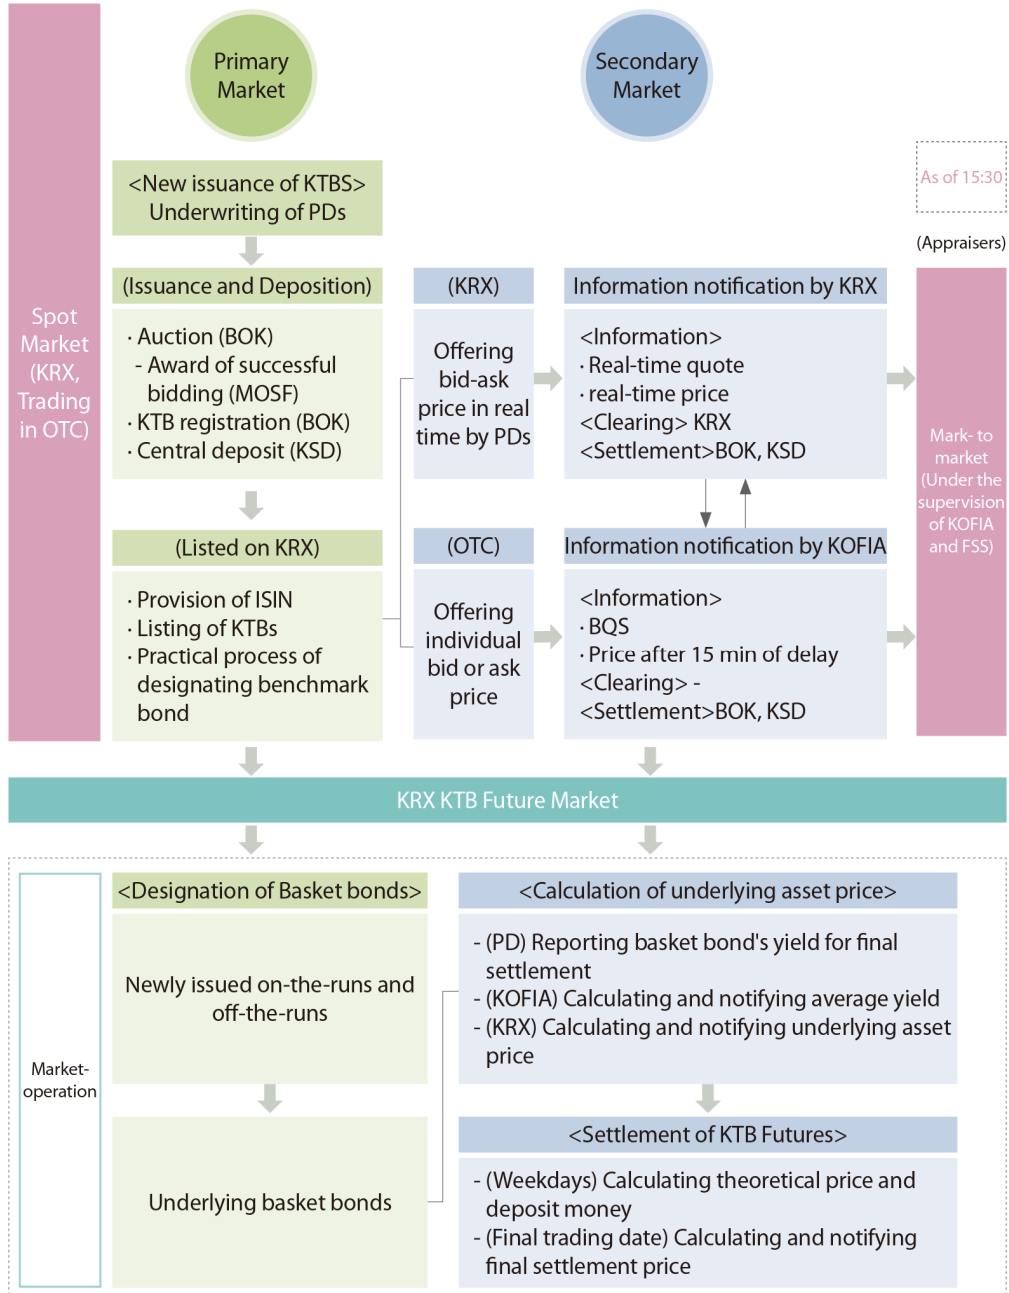 Primary
Market
Secondary
Market
Spot
Market
(KRX,
Trading
in OTC)
<New issuance of KTBS>
Underwriting of PDs
(Issuance and Deposition)
· Auction (BOK)
- Award of successful
bidding (MOSF)
· KTB registration (BOK)
· Central deposit (KSD)
(Listed on KRX)
· Provision of ISIN
· Listing of KTBs
· Practical process of
designating benchmark
bond
(KRX)
Offering
bid-ask
price in real
time by PDs
(OTC)
Offering
individual
bid or ask
price
Information notification by KRX
<Information>
· Real-time quote
· real-time price
<Clearing> KRX
<Settlement>BOK, KSD
Information notification by KOFIA
<Information>
· BQS
· Price after 15 min of delay
<Clearing> -
<Settlement>BOK, KSD
As of 15:30
(Appraisers)
Mark- to
market
(Under the
supervision
of KOFIA
and FSS)
KRX KTB Future Market
Market-
operation
<Designation of Basket bonds>
Newly issued on-the-runs and
off-the-runs
Underlying basket bonds
<Calculation of underlying asset price>
- (PD) Reporting basket bond's yield for final
settlement
- (KOFIA) Calculating and notifying average yield
- (KRX) Calculating and notifying underlying asset
price
<Settlement of KTB Futures>
- (Weekdays) Calculating theoretical price and
deposit money
- (Final trading date) Calculating and notifying
final settlement price